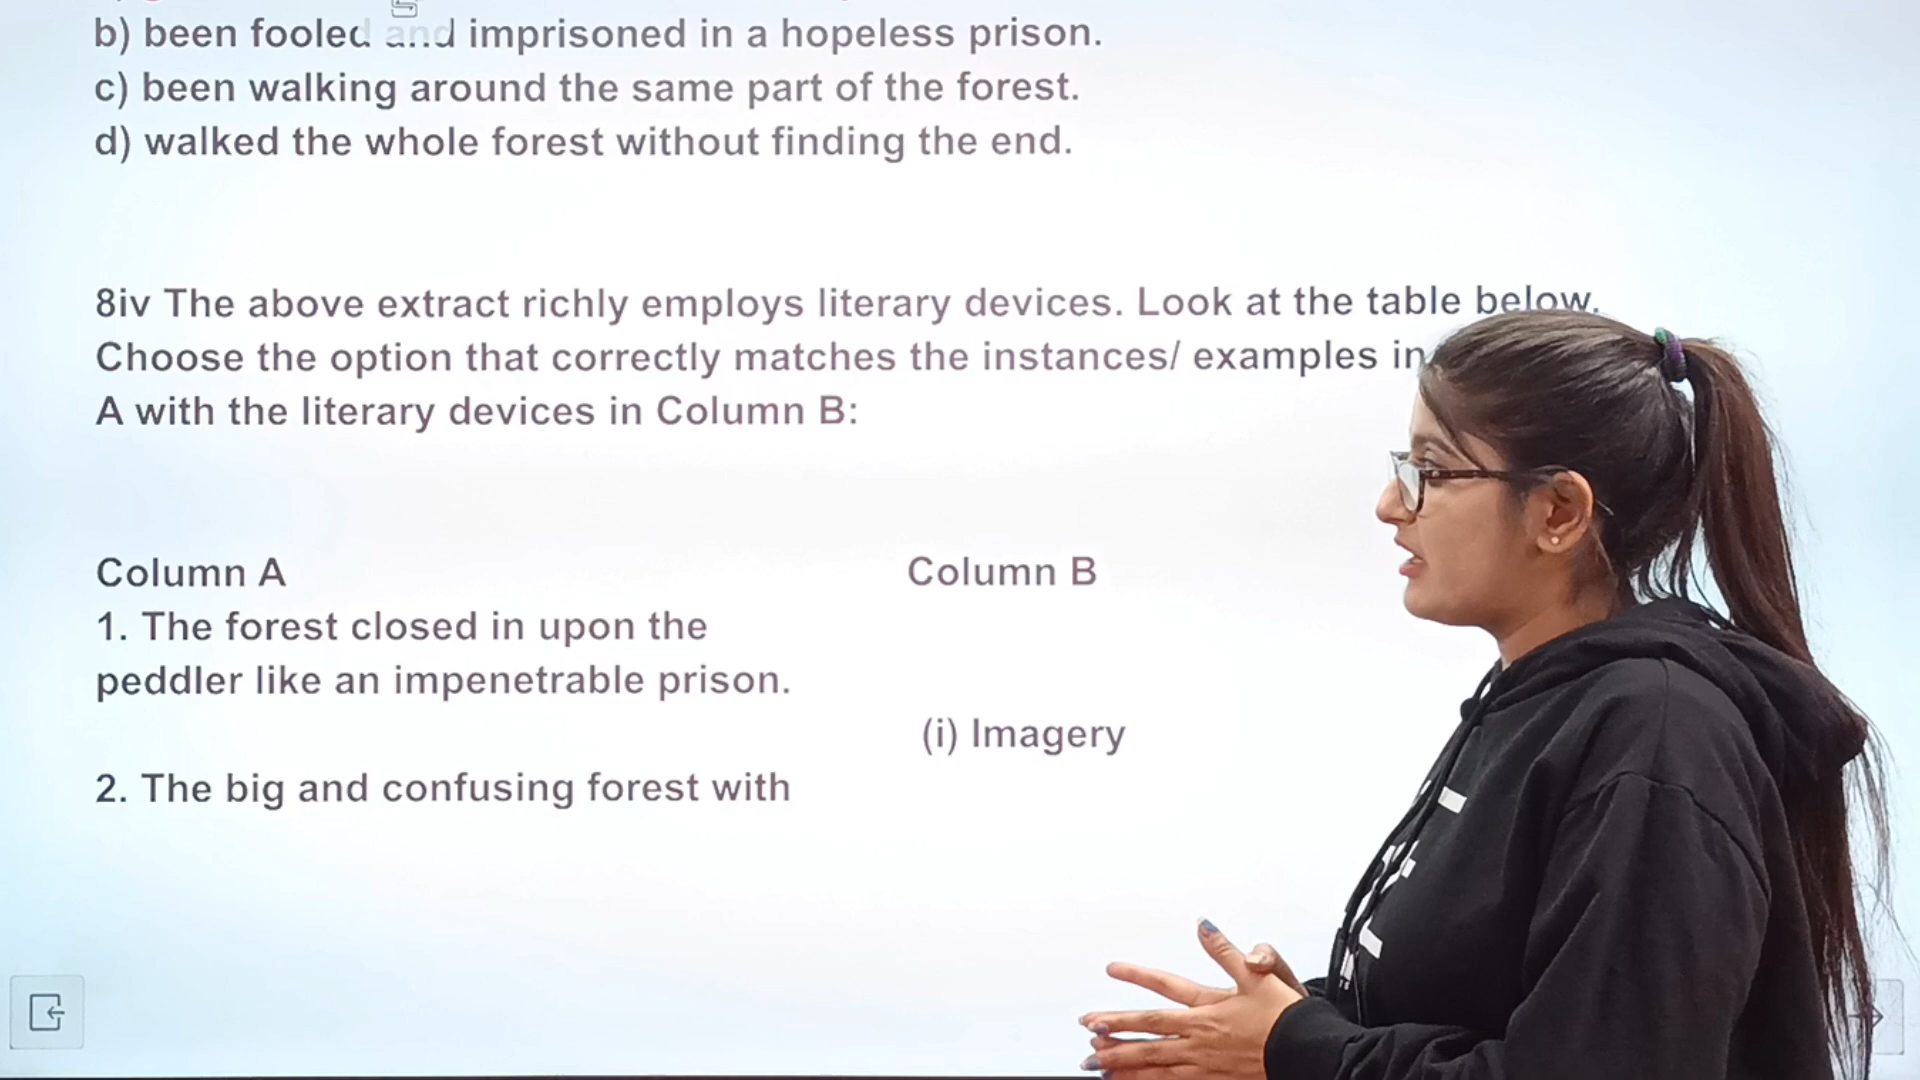 b) been fooled and imprisoned in a hopeless prison.
c) been walking around the same part of the forest.
d) walked the whole forest without finding the end.
8iv The above extract richly employs literary devices. Look at the table below.
Choose the option that correctly matches the instances/ examples in
A with the literary devices in Column B:
Column A Column B
1. The forest closed in upon the
peddler like an impenetrable prison.
(i) Imagery
2. The big and confusing forest with